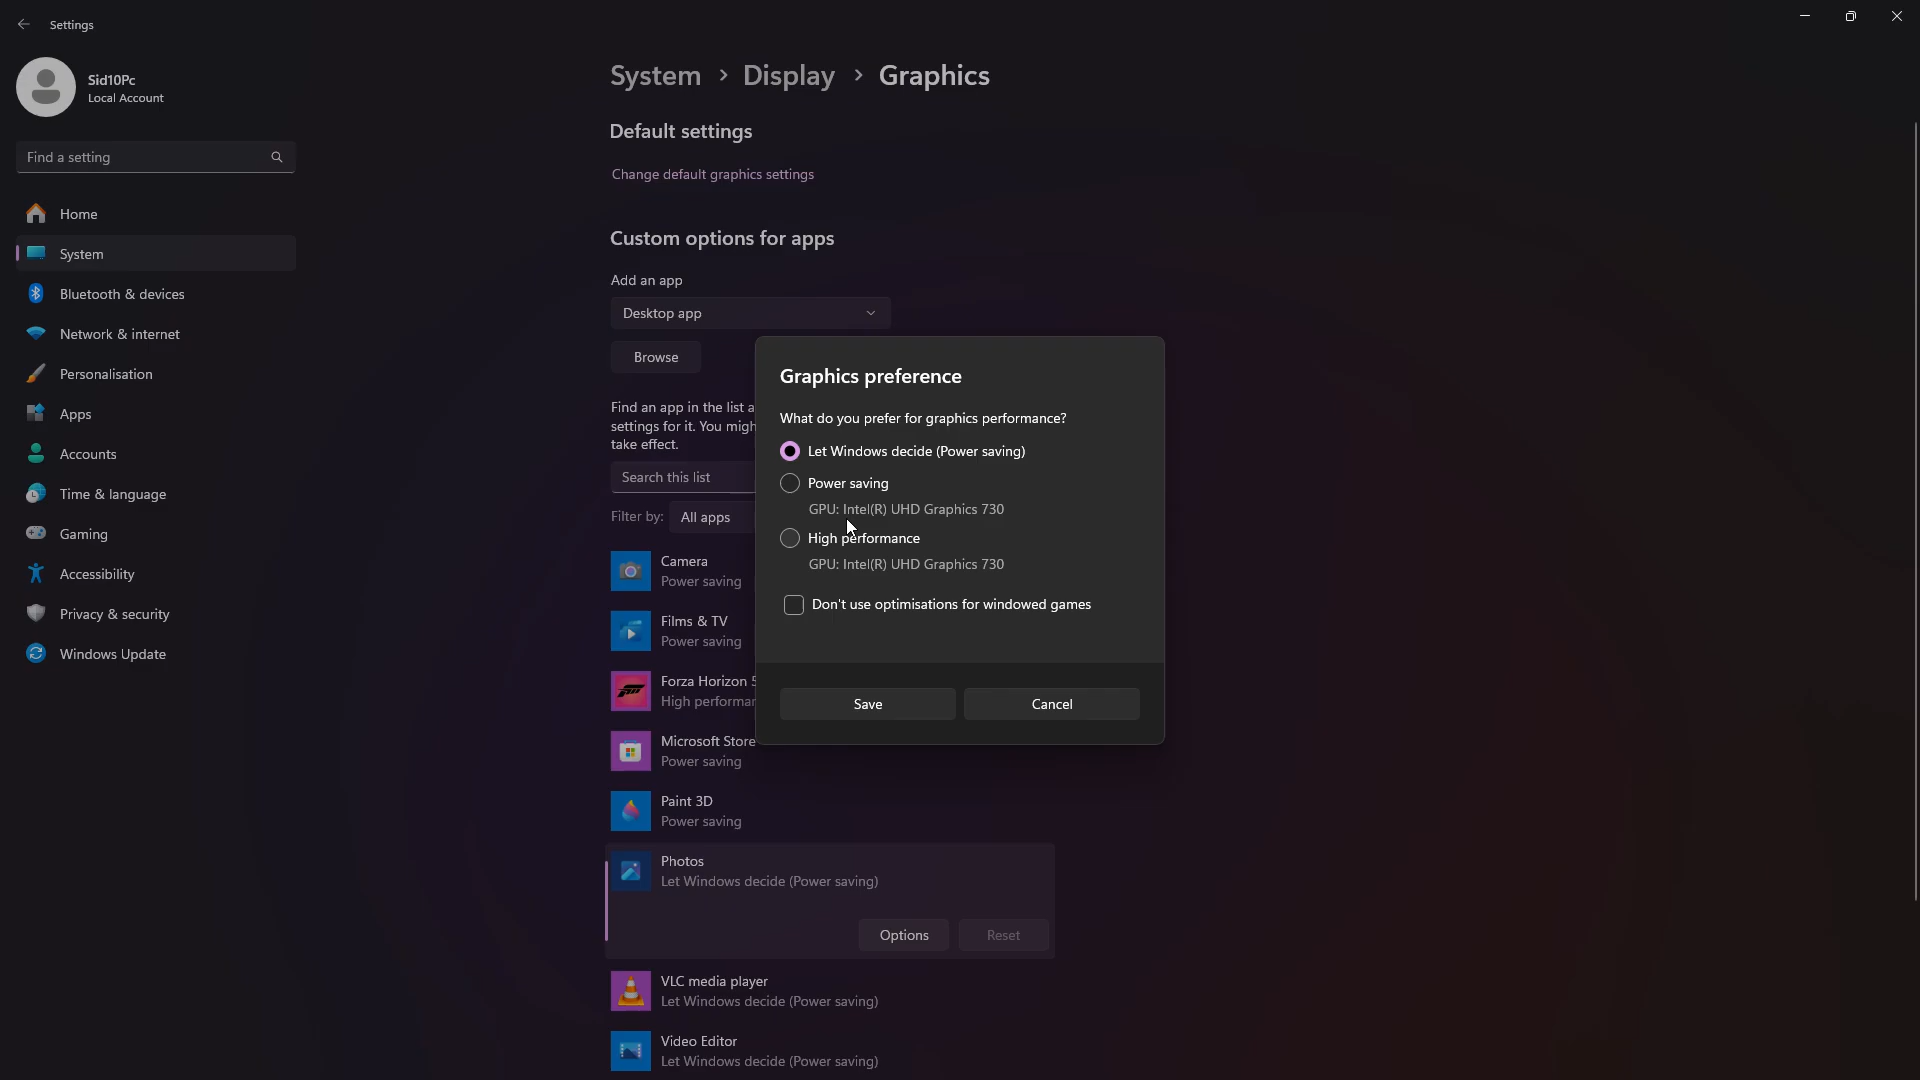 Settings
Sid10Pc
Local Account
Find a setting
Home
System
Bluetooth & devices
Network & internet
Personalisation
Apps
Accounts
Time & language
Gaming
Accessibility
Privacy & security
Windows Update
System > Display > Graphics
Default settings
Change default graphics settings
Custom options for apps
Add an app
Desktop app
Browse
Find an app in the list a
settings for it. You migh
take effect.
Search this list
Filter by: All apps
Camera
Power saving
Films & TV
Power saving
Forza Horizon 5
High performan
Microsoft Store
Power saving
Paint 3D
Power saving
Photos
Let Windows decide (Power saving)
Options Reset
VLC media player
Let Windows decide (Power saving)
Video Editor
Let Windows decide (Power saving)
Graphics preference
What do you prefer for graphics performance?
Let Windows decide (Power saving)
Power saving
GPU: Intel(R) UHD Graphics 730
High performance
GPU: Intel(R) UHD Graphics 730
Don't use optimisations for windowed games
Save Cancel